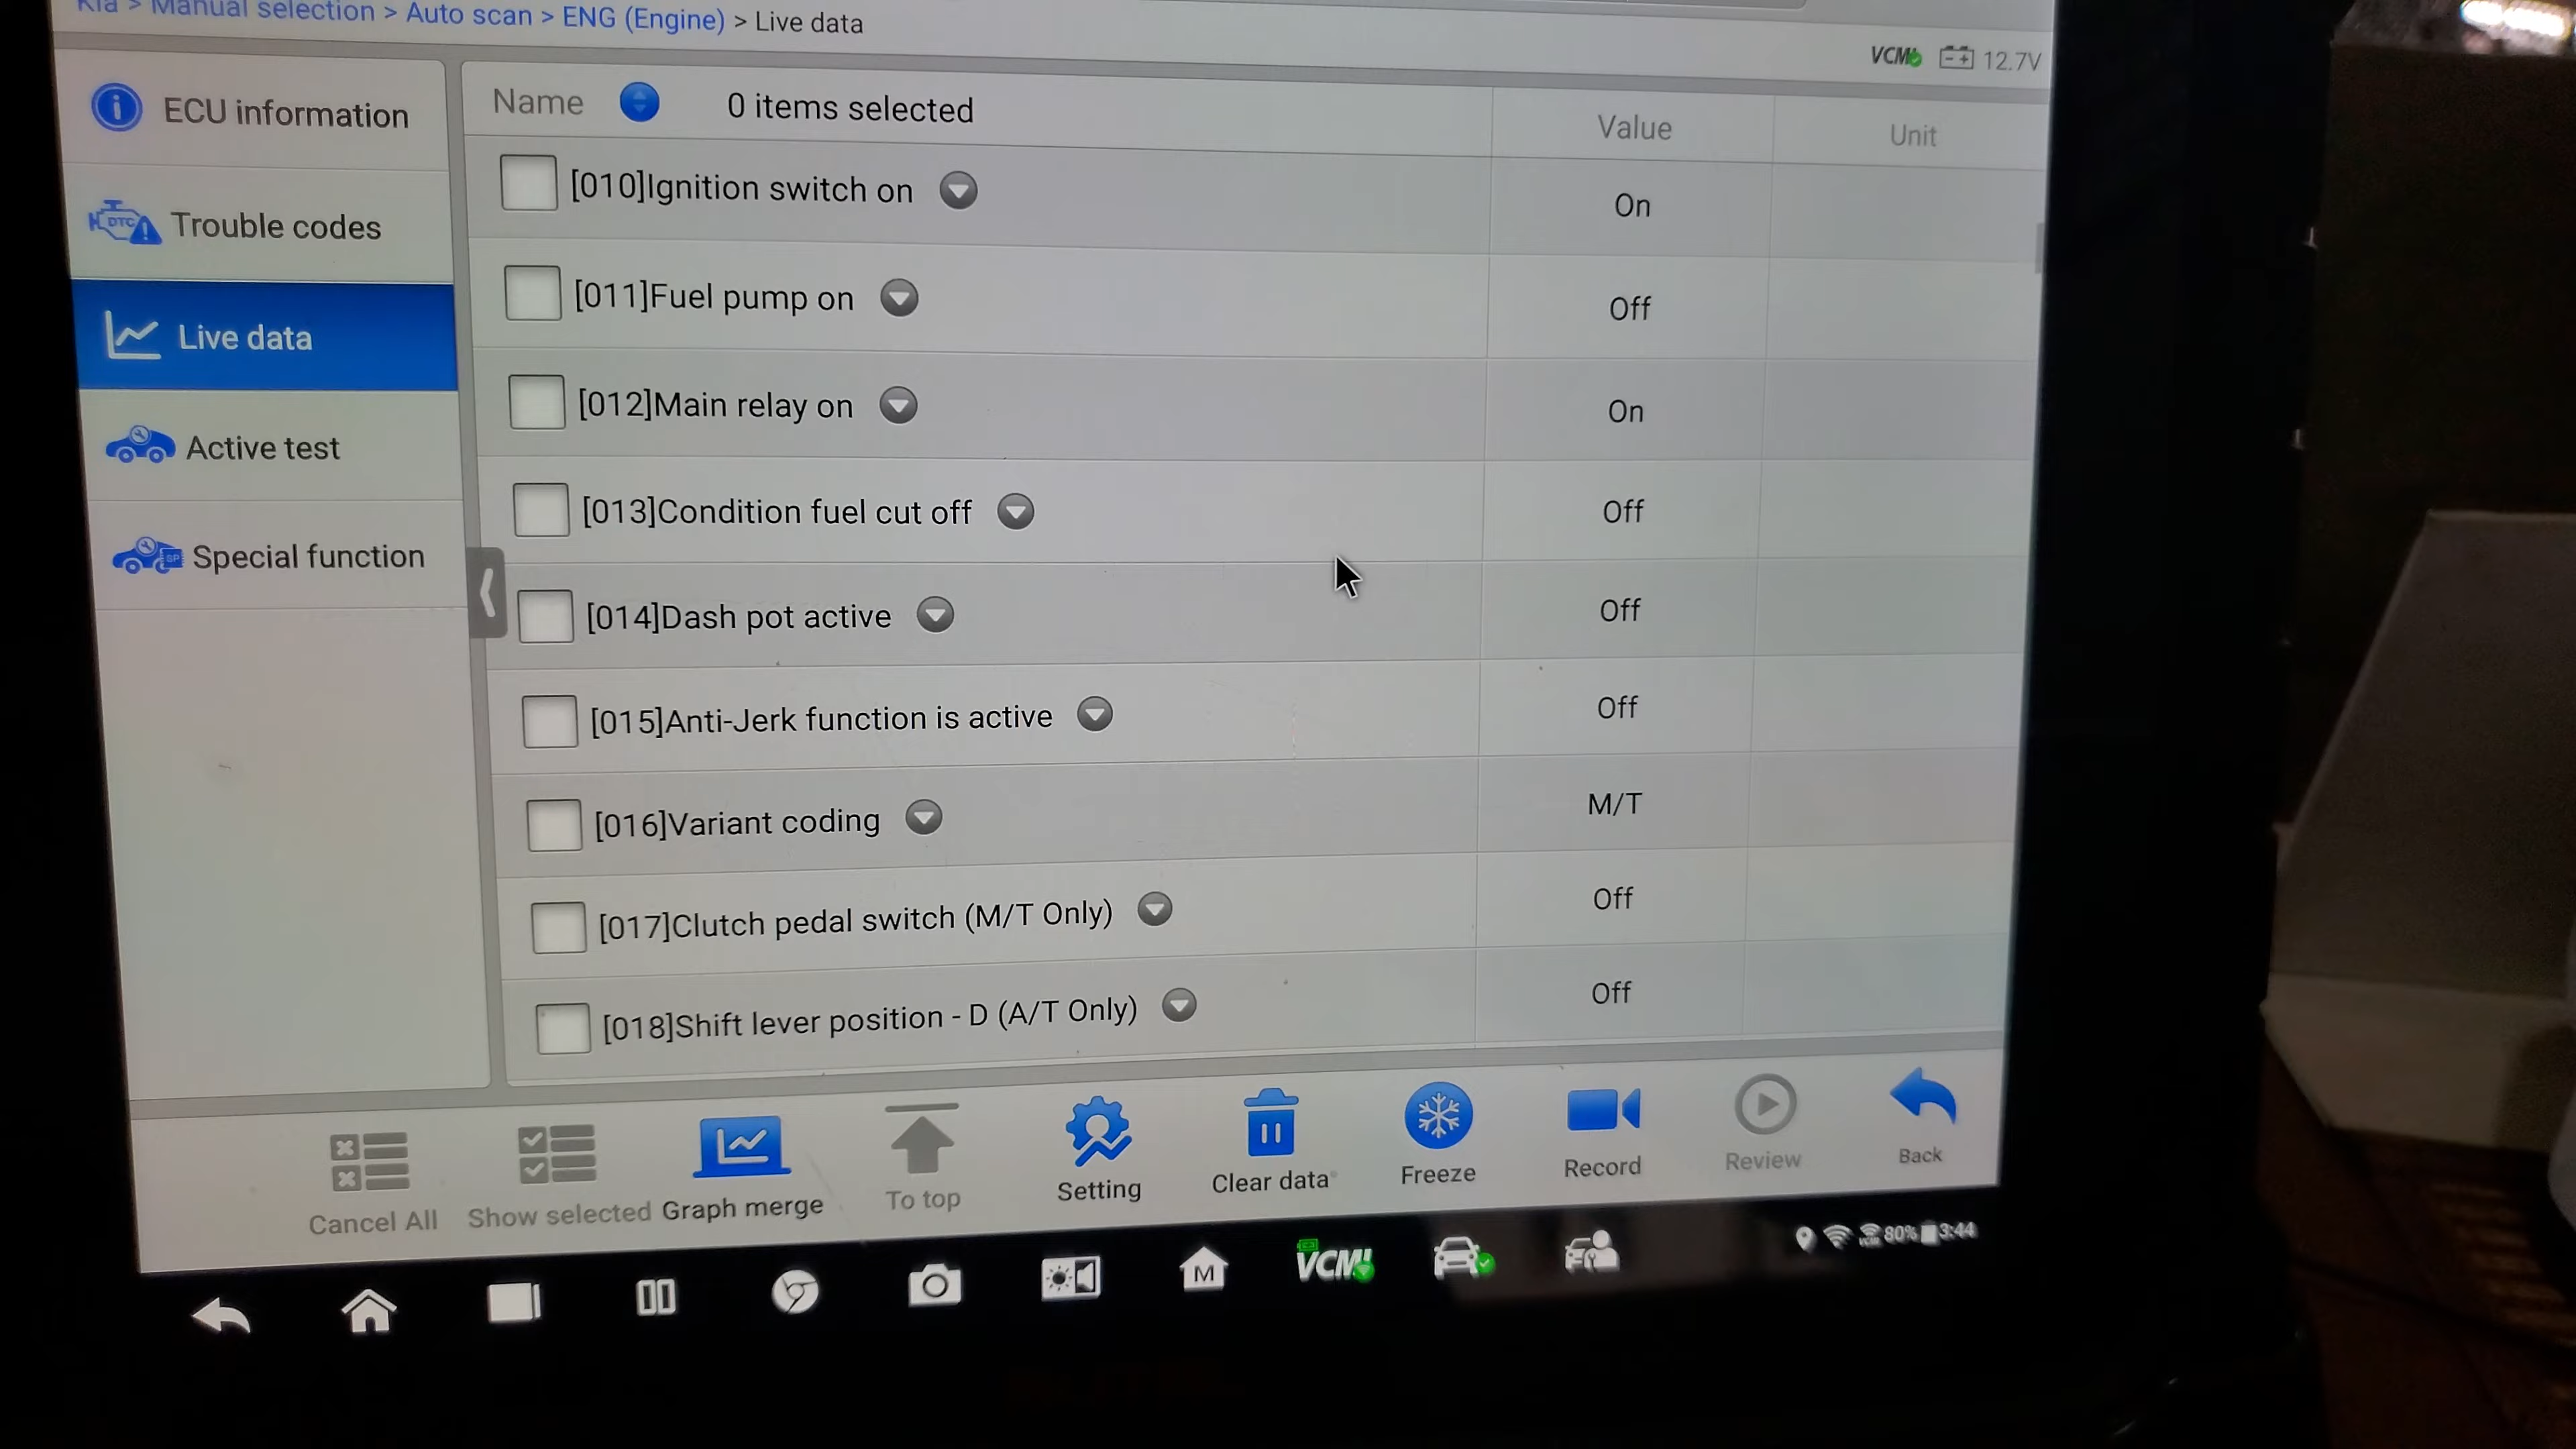 Kia > Manual selection > Auto scan > ENG (Engine) > Live data
VCMI 12.7V
ECU information
Trouble codes
DTC
Live data
Active test
Special function
SP
Name 0 items selected Value Unit
[010]Ignition switch on On
[011]Fuel pump on Off
[012]Main relay on On
[013]Condition fuel cut off Off
[014]Dash pot active Off
[015]Anti-Jerk function is active Off
[016]Variant coding M/T
[017]Clutch pedal switch (M/T Only) Off
[018]Shift lever position - D (A/T Only) Off
Cancel All Show selected Graph merge To top Setting Clear data Freeze Record Review Back
M VCMI 80% 3:44